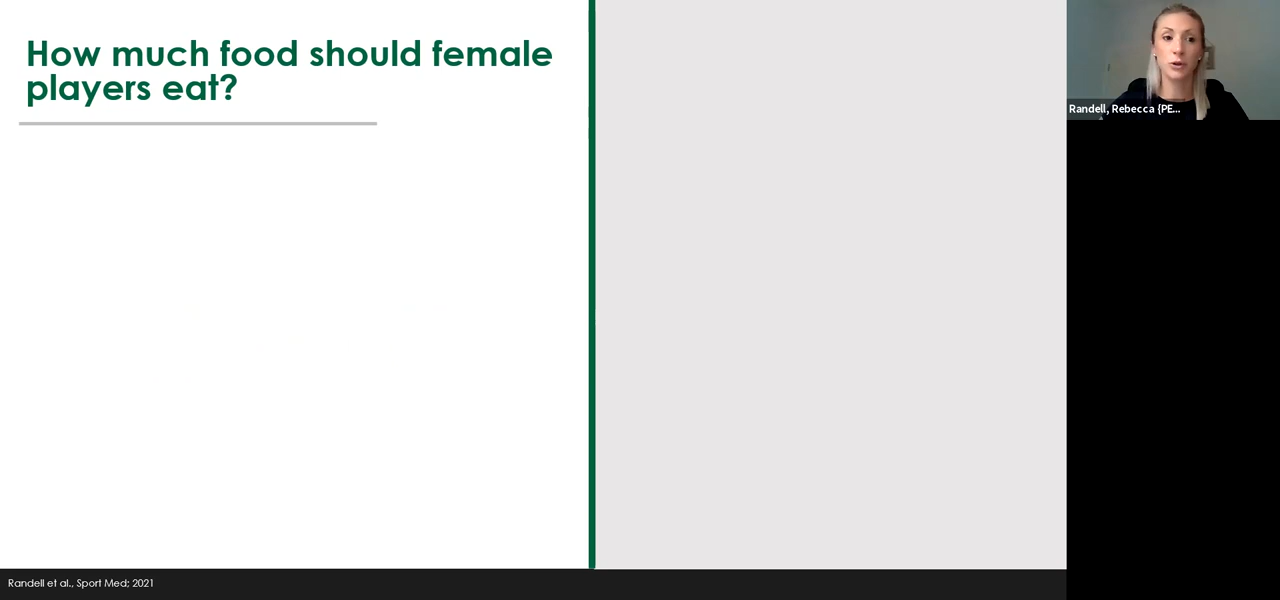 How much food should female
players eat?
Randell, Rebecca {PE...
Randell et al., Sport Med; 2021